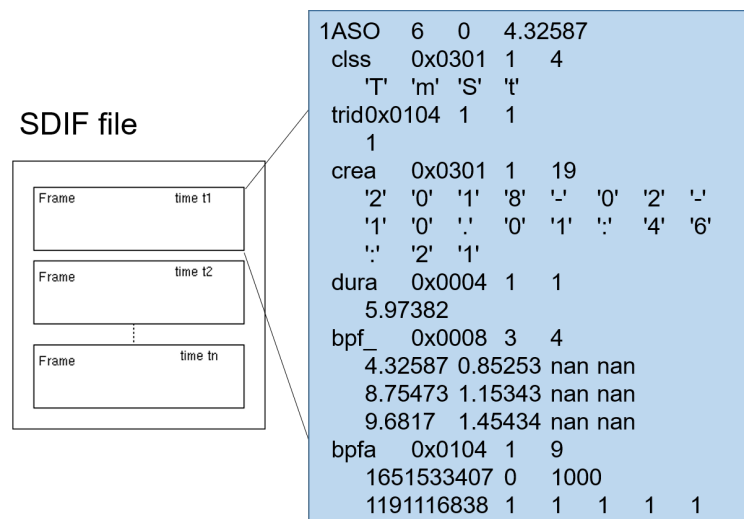 SDIF file
Frame time t1
Frame time t2
Frame time tn
1ASO 6 0 4.32587
clss 0x0301 1 4
'T' 'm' 'S' 't'
trid0x0104 1 1
1
crea 0x0301 1 19
'2' '0' '1' '8' '-' '0' '2' '-'
'1' '0' '.' '0' '1' ':' '4' '6'
':' '2' '1'
dura 0x0004 1 1
5.97382
bpf_ 0x0008 3 4
4.32587 0.85253 nan nan
8.75473 1.15343 nan nan
9.6817 1.45434 nan nan
bpfa 0x0104 1 9
1651533407 0 1000
1191116838 1 1 1 1 1